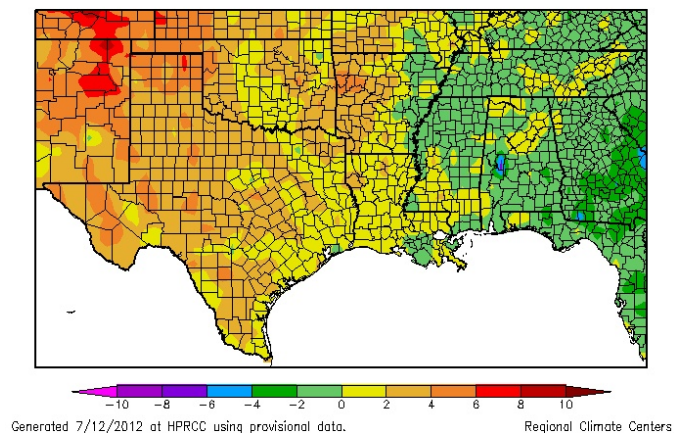 -10 -8 -6 -4 -2 0 2 4 6 8 10
Generated 7/12/2012 at HPRCC using provisional data. Regional Climate Centers